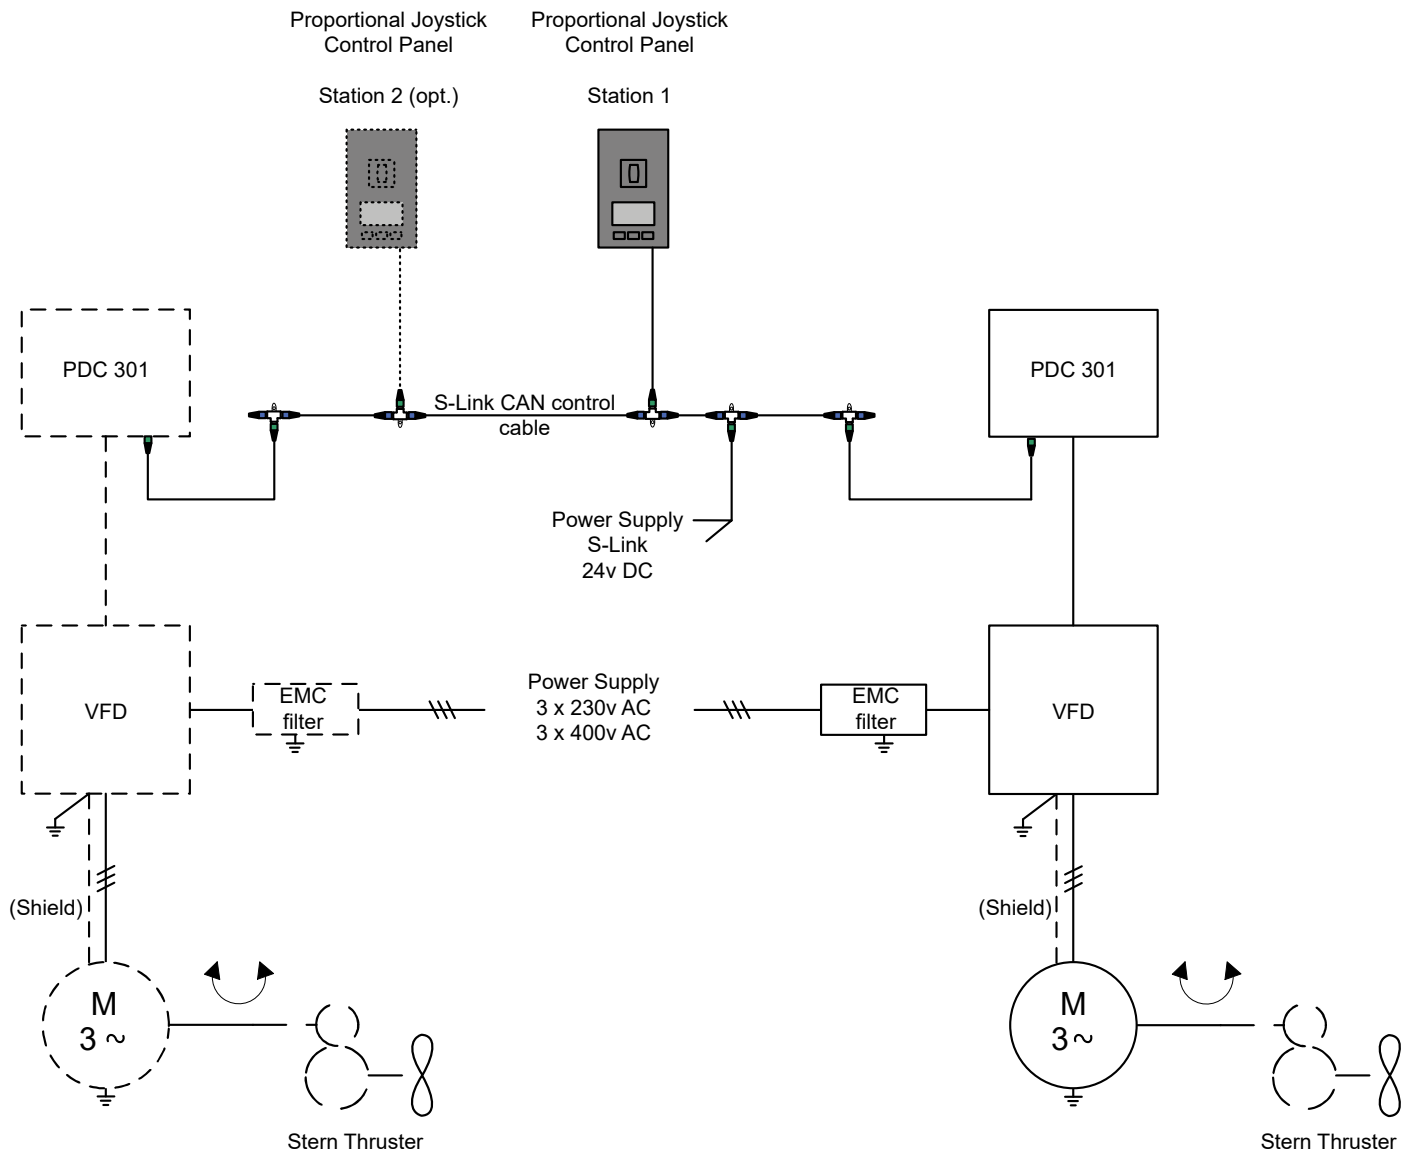 Proportional Joystick
Control Panel
Station 2 (opt.)
Proportional Joystick
Control Panel
Station 1
PDC 301
S-Link CAN control
cable
PDC 301
Power Supply
S-Link
24v DC
VFD
EMC
filter
Power Supply
3 x 230v AC
3 x 400v AC
EMC
filter
VFD
(Shield)
(Shield)
M
3 ~
M
3~
Stern Thruster
Stern Thruster